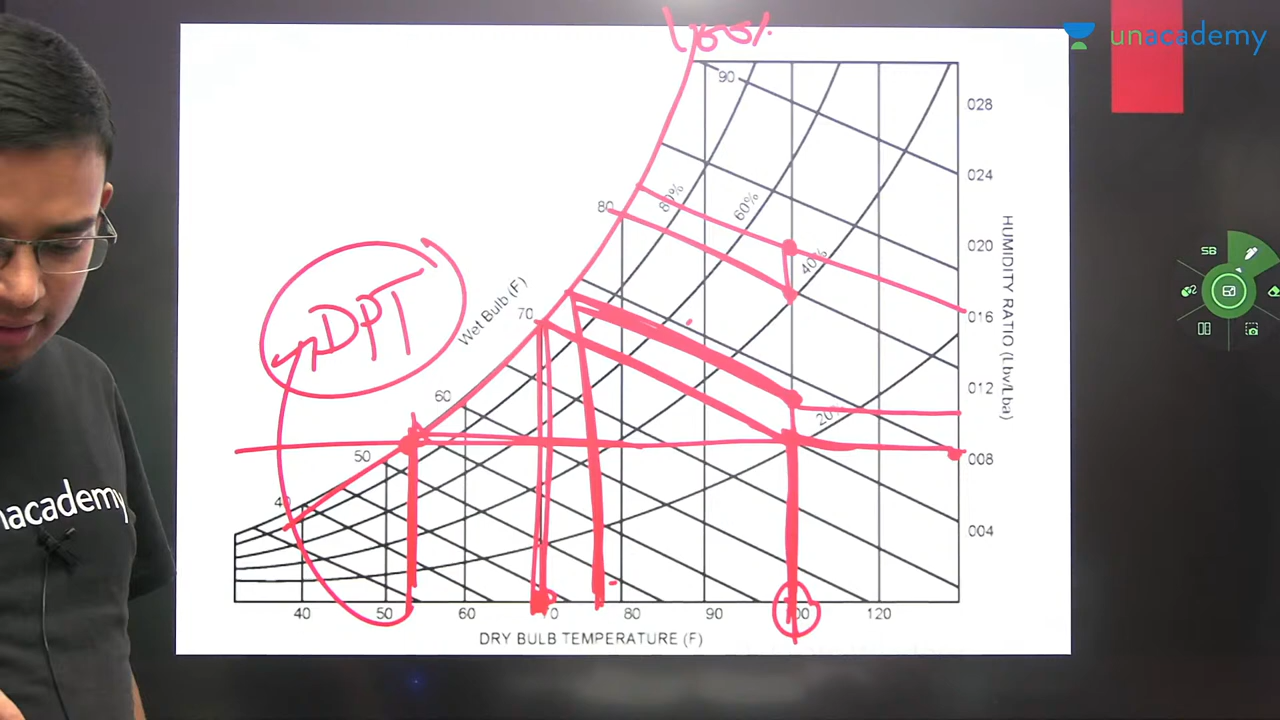 100%
unacademy
90
028
024
80%
80
60%
020
40%
HUMIDITY RATIO (Lbv/Lba)
DPT
Wet Bulb (F)
016
70
012
60
20%
50
008
40
004
unacademy
SB
40 50 60 70 80 90 100 120
DRY BULB TEMPERATURE (F)